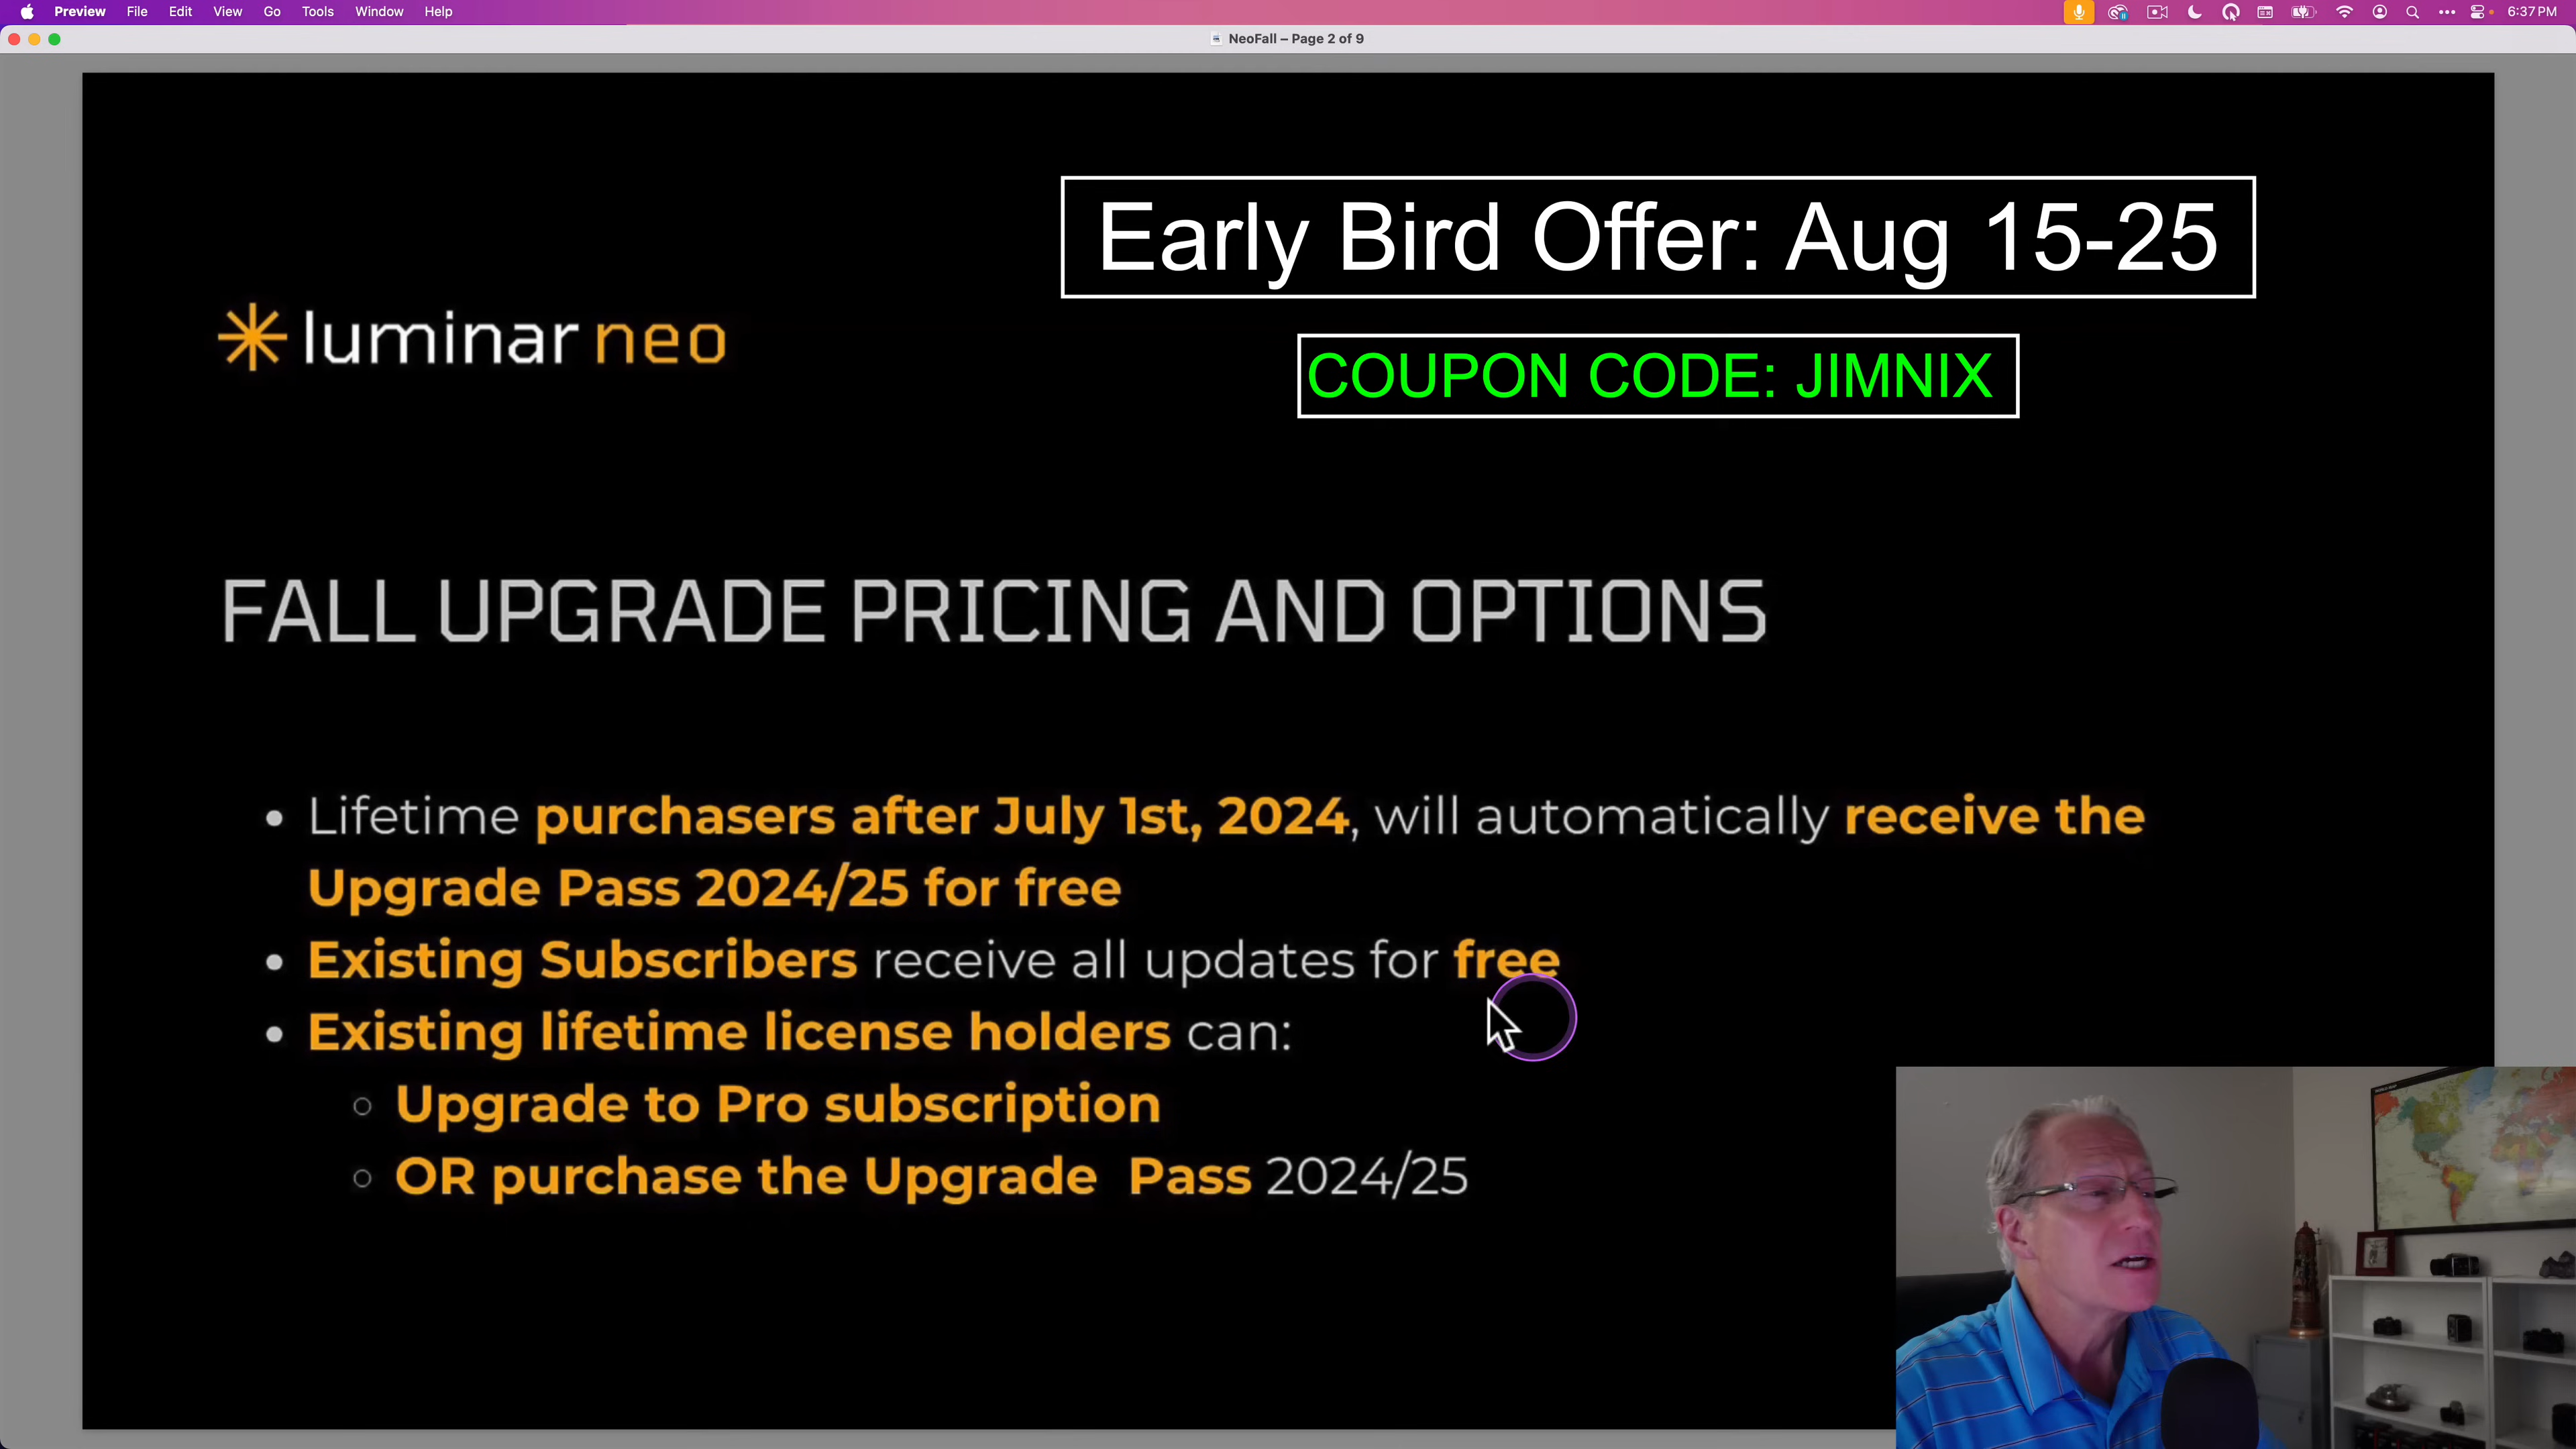 Preview File Edit View Go Tools Window Help 6:37 PM
NeoFall – Page 2 of 9
Early Bird Offer: Aug 15-25
luminar neo
COUPON CODE: JIMNIX
FALL UPGRADE PRICING AND OPTIONS
• Lifetime purchasers after July 1st, 2024, will automatically receive the
Upgrade Pass 2024/25 for free
• Existing Subscribers receive all updates for free
• Existing lifetime license holders can:
○ Upgrade to Pro subscription
○ OR purchase the Upgrade Pass 2024/25